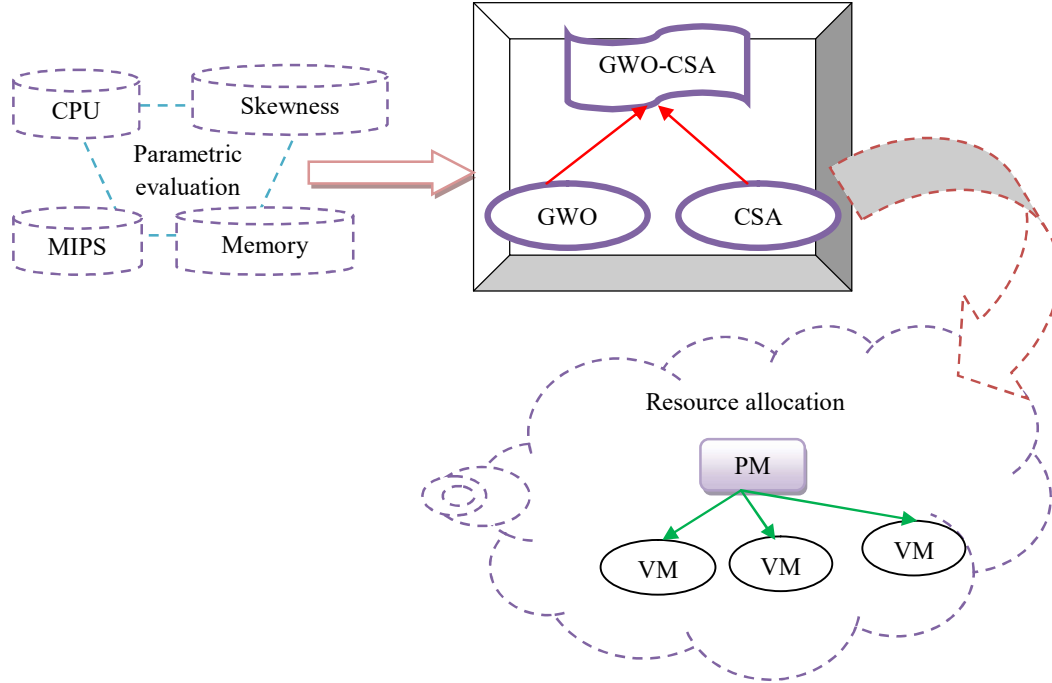 GWO-CSA
CPU
Skewness
Parametric
evaluation
GWO
CSA
MIPS
Memory
Resource allocation
PM
VM
VM
VM